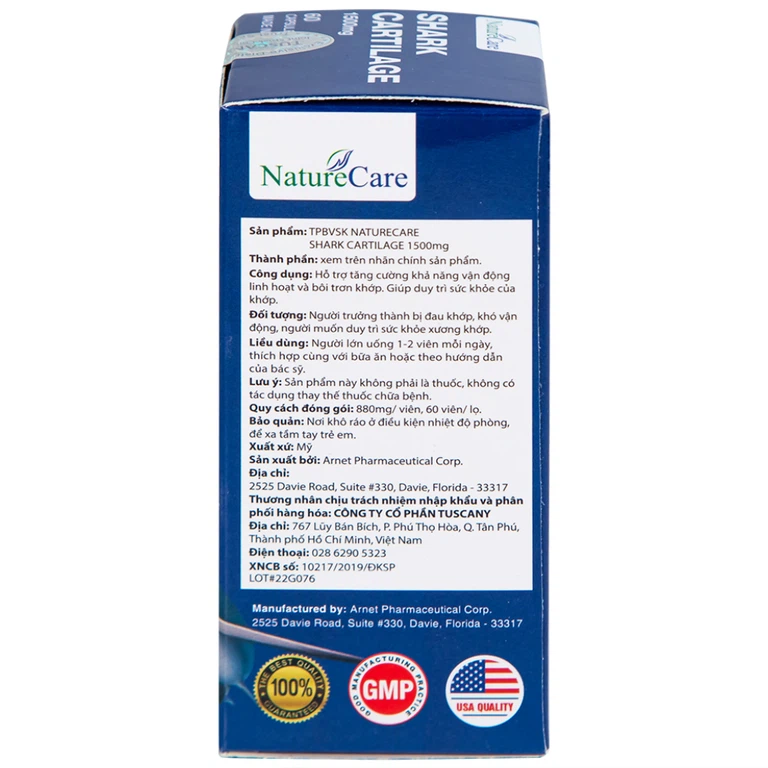 NatureCare
SHARK
CARTILAGE
1500mg
60
NatureCare
Sản phẩm: TPBVSK NATURECARE
SHARK CARTILAGE 1500mg
Thành phần: xem trên nhãn chính sản phẩm.
Công dụng: Hỗ trợ tăng cường khả năng vận động
linh hoạt và bôi trơn khớp. Giúp duy trì sức khỏe của
khớp.
Đối tượng: Người trưởng thành bị đau khớp, khó vận
động, người muốn duy trì sức khỏe xương khớp.
Liều dùng: Người lớn uống 1-2 viên mỗi ngày,
thích hợp cùng với bữa ăn hoặc theo hướng dẫn
của bác sỹ.
Lưu ý: Sản phẩm này không phải là thuốc, không có
tác dụng thay thế thuốc chữa bệnh.
Quy cách đóng gói: 880mg/ viên, 60 viên/ lọ.
Bảo quản: Nơi khô ráo ở điều kiện nhiệt độ phòng,
để xa tầm tay trẻ em.
Xuất xứ: Mỹ
Sản xuất bởi: Arnet Pharmaceutical Corp.
Địa chỉ:
2525 Davie Road, Suite #330, Davie, Florida - 33317
Thương nhân chịu trách nhiệm nhập khẩu và phân
phối hàng hóa: CÔNG TY CỔ PHẦN TUSCANY
Địa chỉ: 767 Lũy Bán Bích, P. Phú Thọ Hòa, Q. Tân Phú,
Thành phố Hồ Chí Minh, Việt Nam
Điện thoại: 028 6290 5323
XNCB số: 10217/2019/ĐKSP
LOT#22G076
Manufactured by: Arnet Pharmaceutical Corp.
2525 Davie Road, Suite #330, Davie, Florida - 33317
THE BEST QUALITY
100%
GUARANTEED
GOOD MANUFACTURING PRACTICE
GMP
USA QUALITY